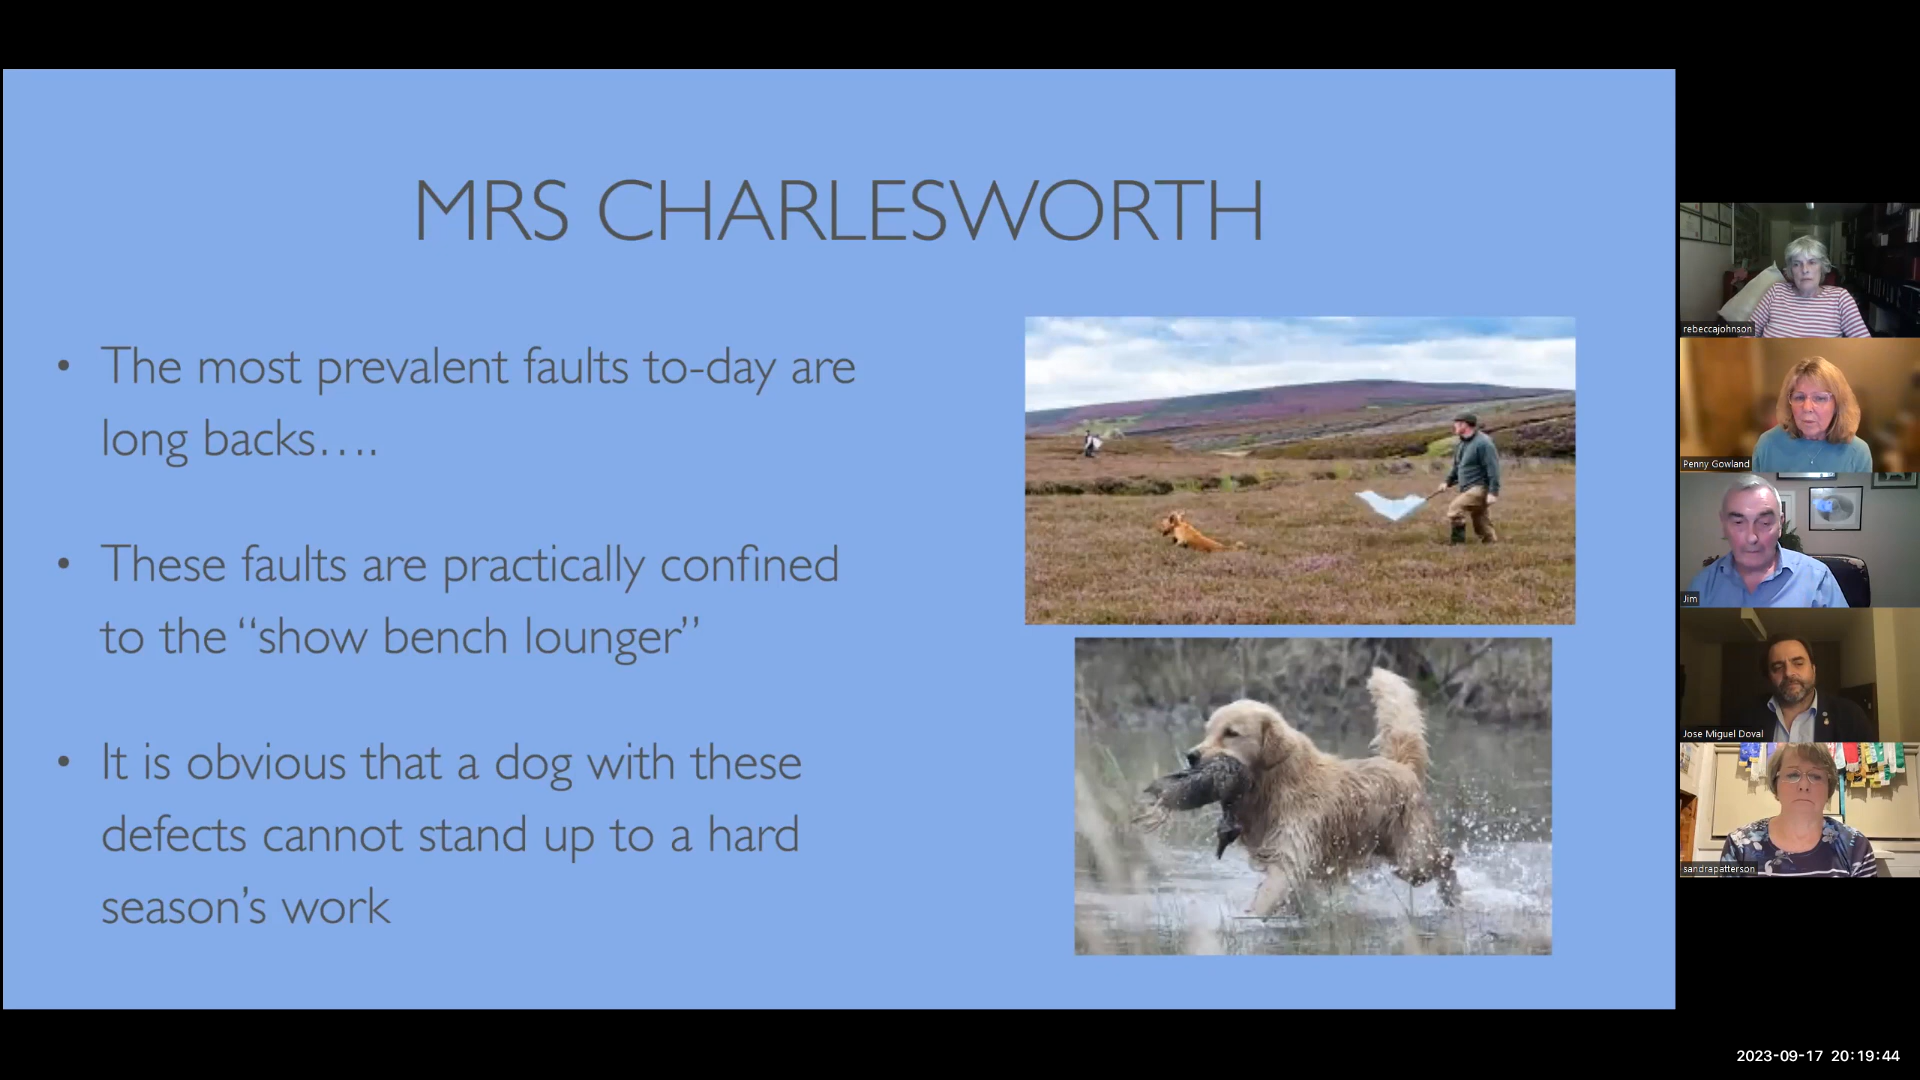 MRS CHARLESWORTH
• The most prevalent faults to-day are
long backs….
• These faults are practically confined
to the “show bench lounger”
• It is obvious that a dog with these
defects cannot stand up to a hard
season’s work
rebeccajohnson
Penny Gowland
Jim
Jose Miguel Doval
sandrapatterson
2023-09-17 20:19:44